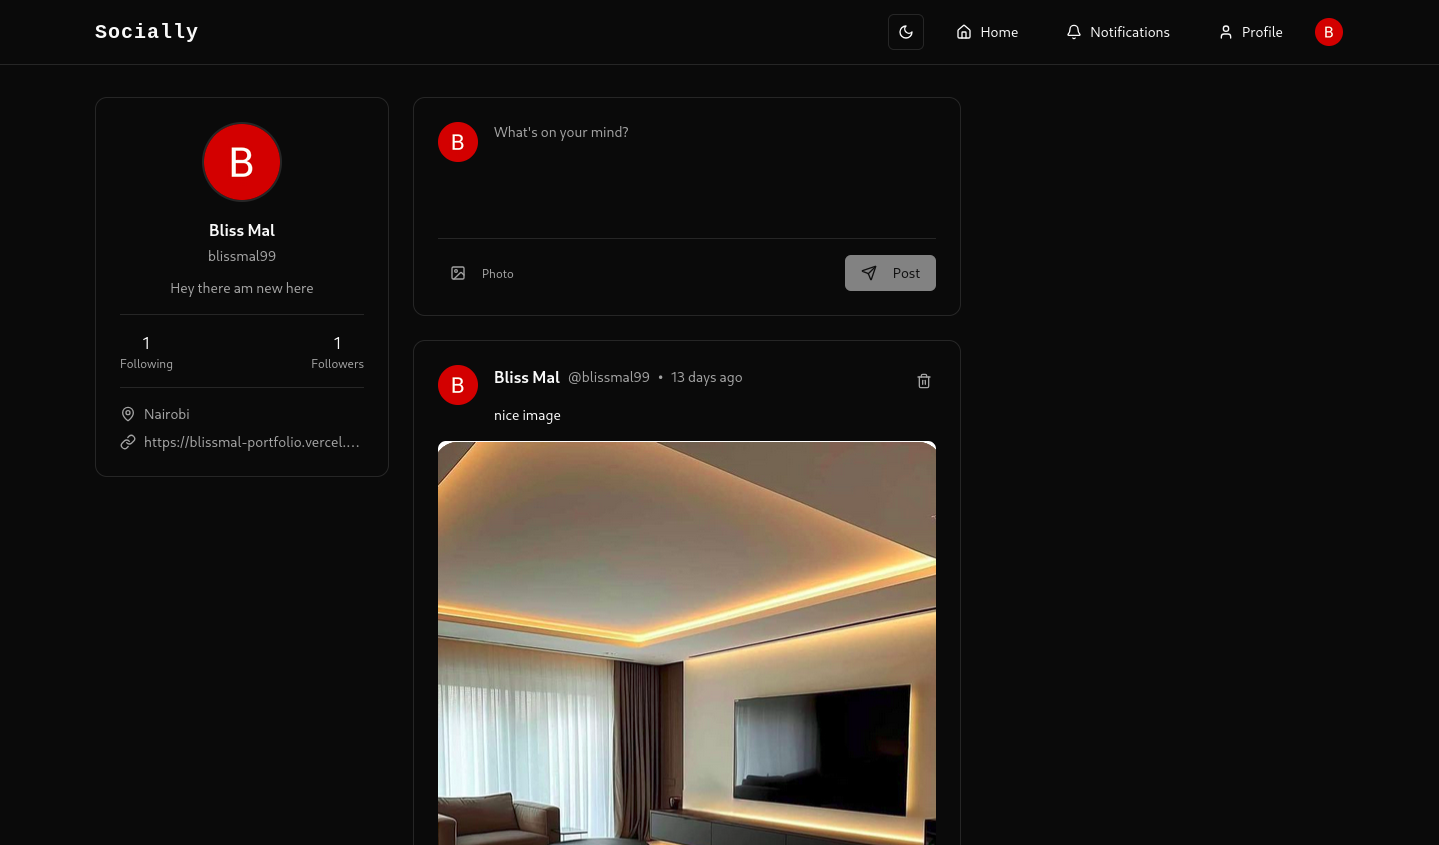 Socially
Home
Notifications
Profile
B
B
Bliss Mal
blissmal99
Hey there am new here
1
Following
1
Followers
Nairobi
https://blissmal-portfolio.vercel....
B
What's on your mind?
Photo
Post
B
Bliss Mal @blissmal99 • 13 days ago
nice image